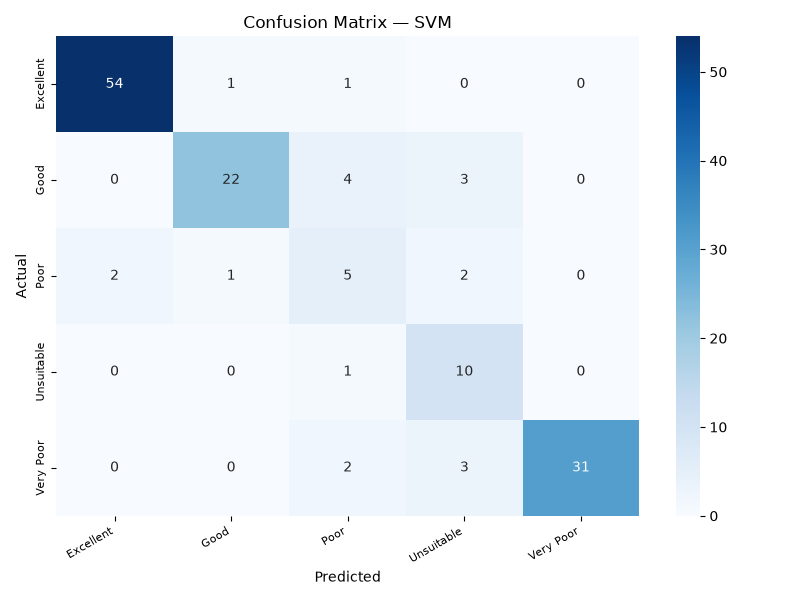 Confusion Matrix — SVM
Actual
Excellent 54 1 1 0 0
Good 0 22 4 3 0
Poor 2 1 5 2 0
Unsuitable 0 0 1 10 0
Very Poor 0 0 2 3 31
Excellent Good Poor Unsuitable Very Poor
Predicted
50
40
30
20
10
0